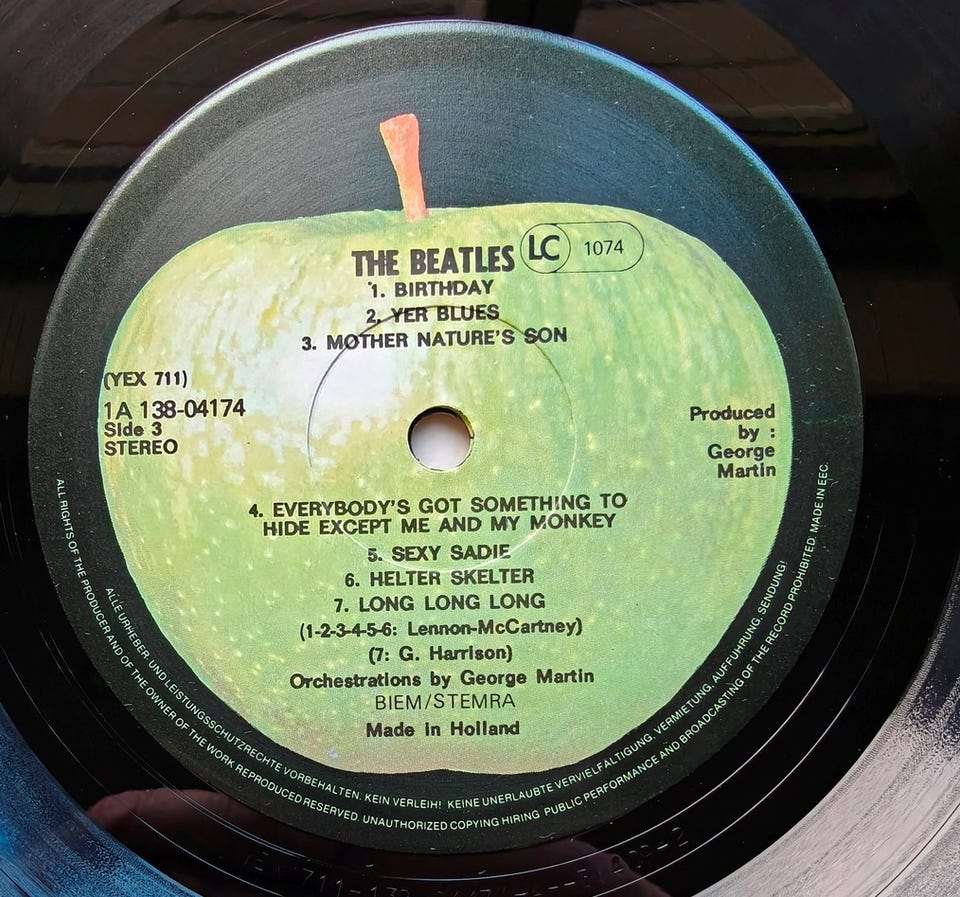 THE BEATLES
LC 1074
1. BIRTHDAY
2. YER BLUES
3. MOTHER NATURE'S SON
(YEX 711)
1A 138-04174
Side 3
STEREO
Produced
by :
George
Martin
4. EVERYBODY'S GOT SOMETHING TO
HIDE EXCEPT ME AND MY MONKEY
5. SEXY SADIE
6. HELTER SKELTER
7. LONG LONG LONG
(1-2-3-4-5-6: Lennon-McCartney)
(7: G. Harrison)
Orchestrations by George Martin
BIEM/STEMRA
Made in Holland
ALLE URHEBER- UND LEISTUNGSSCHUTZRECHTE VORBEHALTEN. KEIN VERLEIH! KEINE UNERLAUBTE VERVIELFALTIGUNG, VERMIETUNG, AUFFUHRUNG, SENDUNG!
ALL RIGHTS OF THE PRODUCER AND OF THE OWNER OF THE WORK REPRODUCED RESERVED. UNAUTHORIZED COPYING HIRING PUBLIC PERFORMANCE AND BROADCASTING OF THE RECORD PROHIBITED. MADE IN EEC.